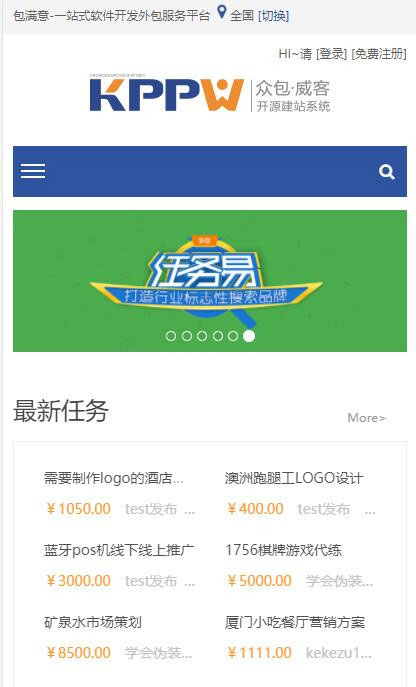 包满意-一站式软件开发外包服务平台 全国 [切换]
HI~请 [登录] [免费注册]
KPPW 众包·威客
开源建站系统
任务易
打造行业标志性搜索品牌
最新任务 More>
需要制作logo的酒店... 澳洲跑腿工LOGO设计
￥1050.00 test发布 ... ￥400.00 test发布 ...
蓝牙pos机线下线上推广 1756棋牌游戏代练
￥3000.00 test发布 ... ￥5000.00 学会伪装...
矿泉水市场策划 厦门小吃餐厅营销方案
￥8500.00 学会伪装... ￥1111.00 kekezu1...